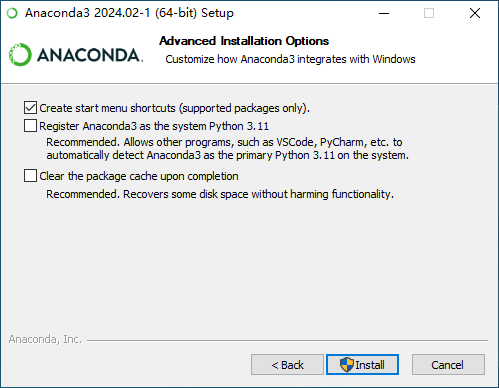 Anaconda3 2024.02-1 (64-bit) Setup
ANACONDA.
Advanced Installation Options
Customize how Anaconda3 integrates with Windows
Create start menu shortcuts (supported packages only).
Register Anaconda3 as the system Python 3.11
Recommended. Allows other programs, such as VSCode, PyCharm, etc. to
automatically detect Anaconda3 as the primary Python 3.11 on the system.
Clear the package cache upon completion
Recommended. Recovers some disk space without harming functionality.
Anaconda, Inc.
< Back
Install
Cancel